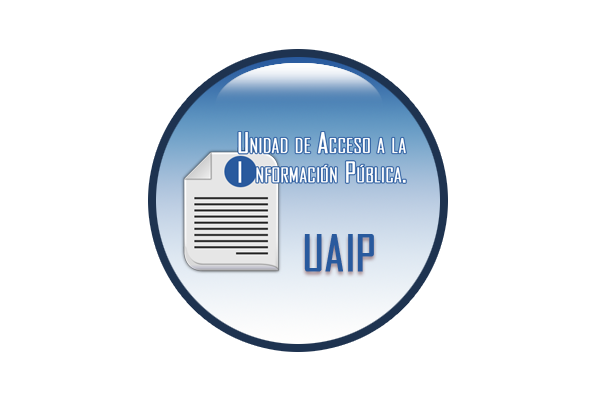 Unidad de Acceso a la
Información Pública.
UAIP